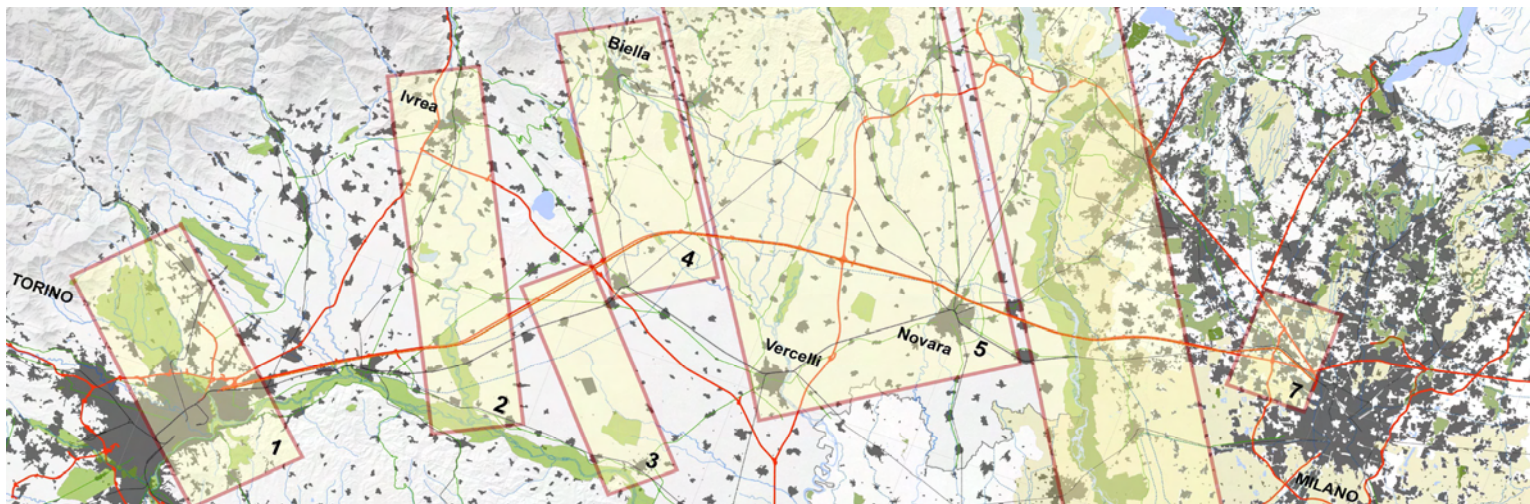 Biella
Ivrea
TORINO
4
Novara
5
Vercelli
7
2
1
3
MILANO